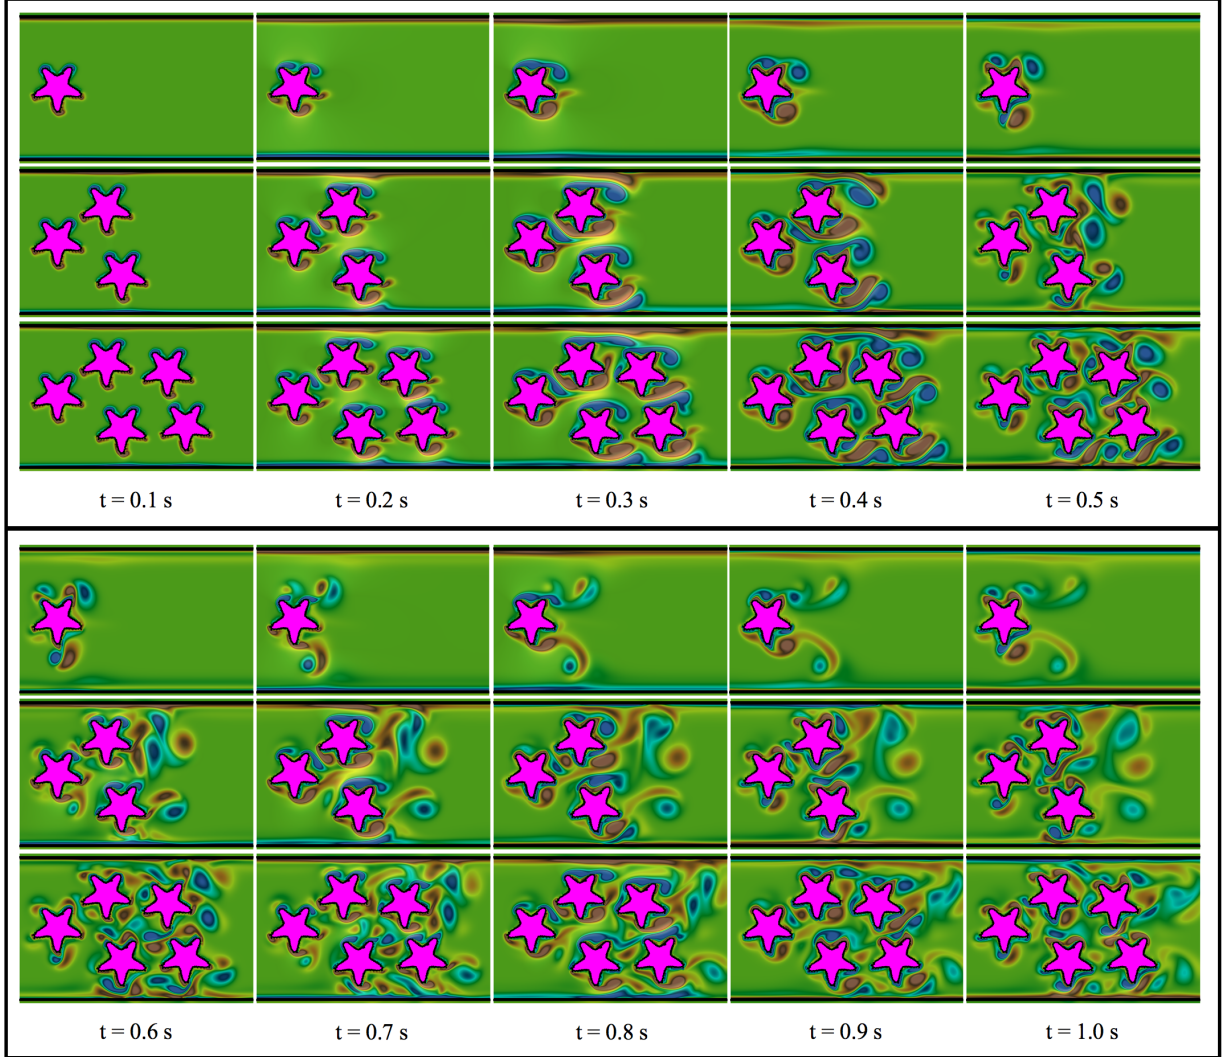 t = 0.1 s t = 0.2 s t = 0.3 s t = 0.4 s t = 0.5 s
t = 0.6 s t = 0.7 s t = 0.8 s t = 0.9 s t = 1.0 s